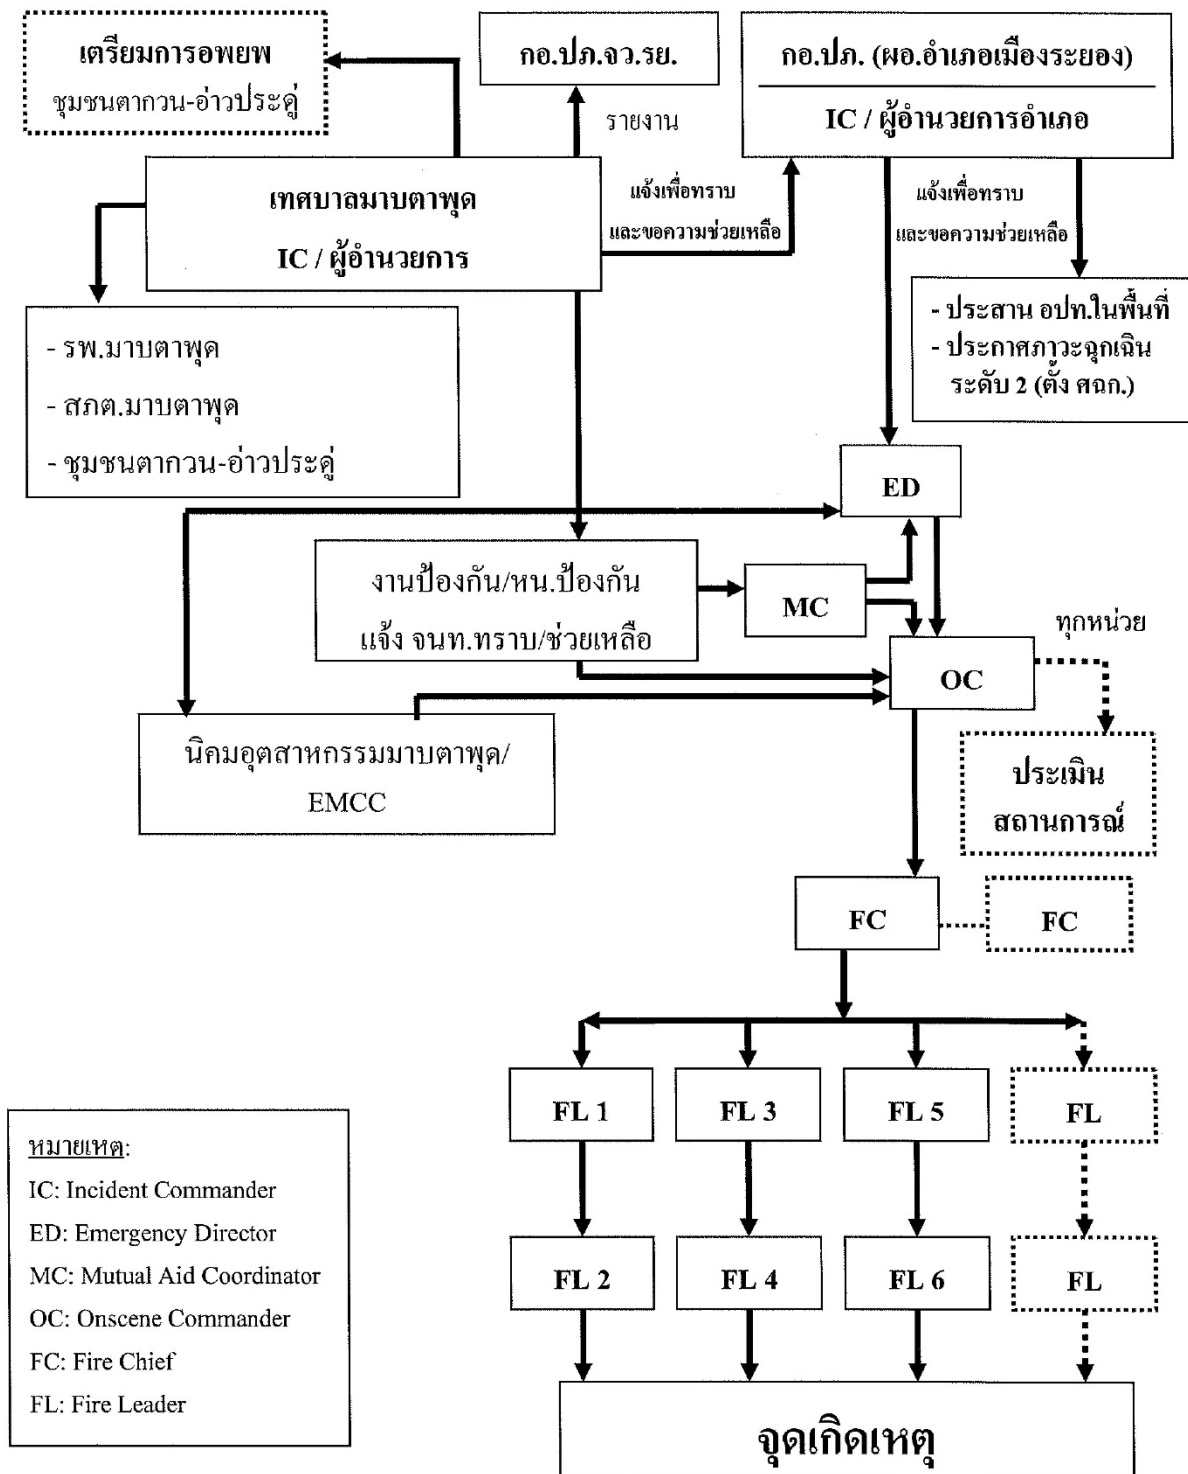 เตรียมการอพยพ
ชุมชนตากวน-อ่าวประดู่
กอ.ปภ.จว.รย.
กอ.ปภ. (ผอ.อำเภอเมืองระยอง)
IC / ผู้อำนวยการอำเภอ
รายงาน
เทศบาลมาบตาพุด
IC / ผู้อำนวยการ
แจ้งเพื่อทราบ
และขอความช่วยเหลือ
แจ้งเพื่อทราบ
และขอความช่วยเหลือ
- รพ.มาบตาพุด
- สภต.มาบตาพุด
- ชุมชนตากวน-อ่าวประดู่
- ประสาน อปท.ในพื้นที่
- ประกาศภาวะฉุกเฉิน
ระดับ 2 (ตั้ง ศฉก.)
ED
งานป้องกัน/หน.ป้องกัน
แจ้ง จนท.ทราบ/ช่วยเหลือ
MC
ทุกหน่วย
OC
นิคมอุตสาหกรรมมาบตาพุด/
EMCC
ประเมิน
สถานการณ์
FC
FC
FL 1
FL 3
FL 5
FL
FL 2
FL 4
FL 6
FL
จุดเกิดเหตุ
หมายเหตุ:
IC: Incident Commander
ED: Emergency Director
MC: Mutual Aid Coordinator
OC: Onscene Commander
FC: Fire Chief
FL: Fire Leader